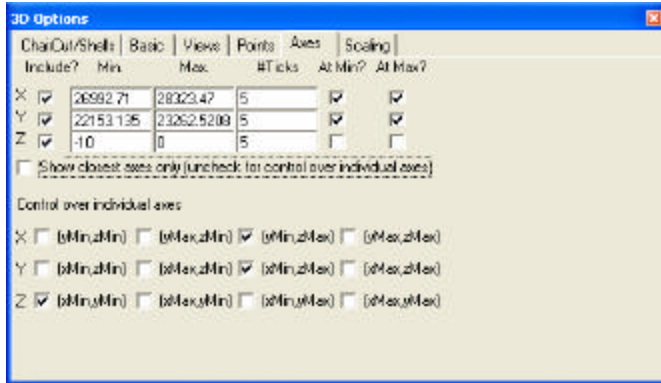 3D Options
ChairCut/Shells Basic Views Points Axes Scaling
Include? Min. Max. #Ticks At Min? At Max?
X 26992.71 28323.47 5
Y 22153.135 23262.5208 5
Z -10 0 5
Show closest axes only (uncheck for control over individual axes)
Control over individual axes
X (yMin,zMin) (yMax,zMin) (yMin,zMax) (yMax,zMax)
Y (xMin,zMin) (xMax,zMin) (xMin,zMax) (xMax,zMax)
Z (xMin,yMin) (xMax,yMin) (xMin,yMax) (xMax,yMax)